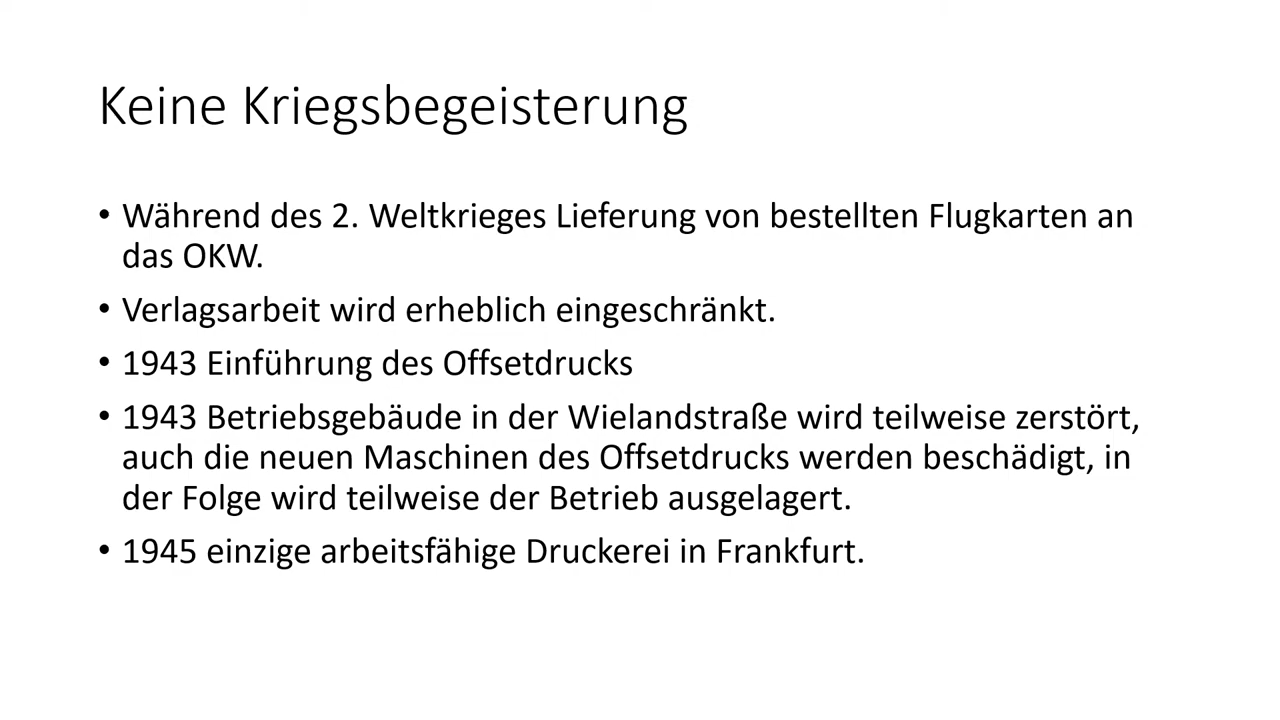 Keine Kriegsbegeisterung
• Während des 2. Weltkrieges Lieferung von bestellten Flugkarten an
das OKW.
• Verlagsarbeit wird erheblich eingeschränkt.
• 1943 Einführung des Offsetdrucks
• 1943 Betriebsgebäude in der Wielandstraße wird teilweise zerstört,
auch die neuen Maschinen des Offsetdrucks werden beschädigt, in
der Folge wird teilweise der Betrieb ausgelagert.
• 1945 einzige arbeitsfähige Druckerei in Frankfurt.